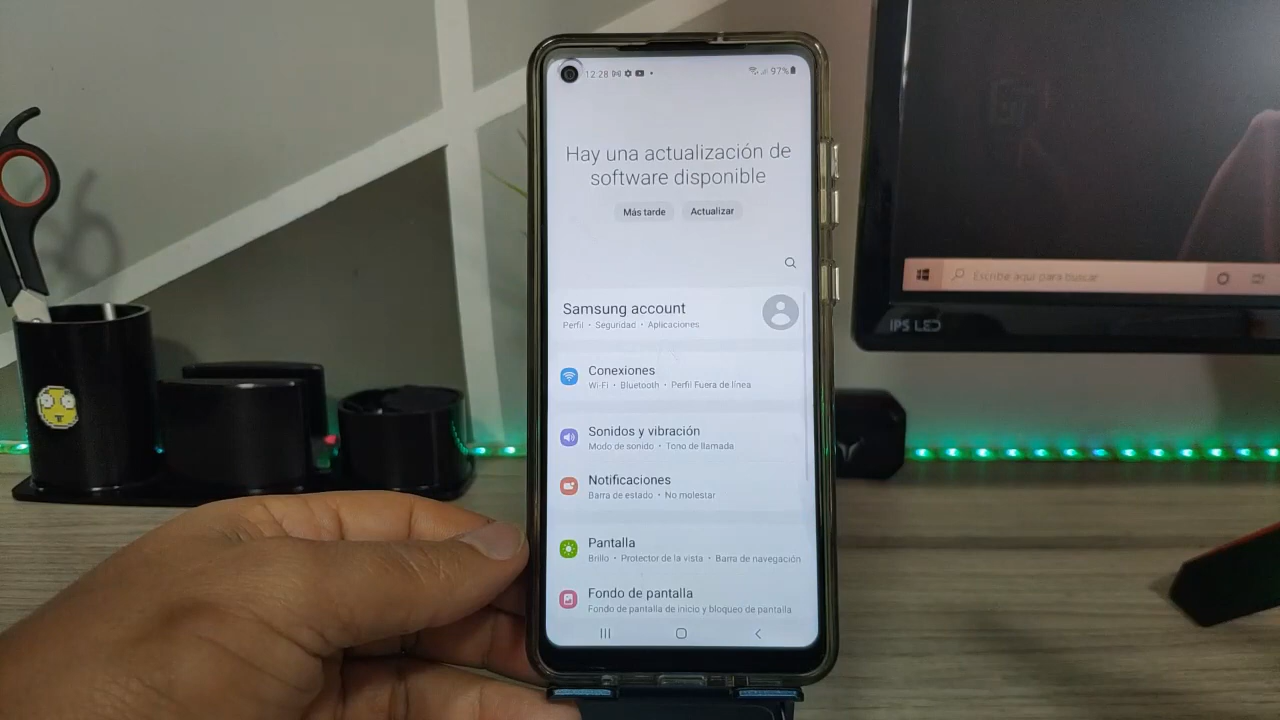 12:28
97%
Hay una actualización de
software disponible
Más tarde
Actualizar
Samsung account
Perfil • Seguridad • Aplicaciones
Conexiones
Wi-Fi • Bluetooth • Perfil Fuera de línea
Sonidos y vibración
Modo de sonido • Tono de llamada
Notificaciones
Barra de estado • No molestar
Pantalla
Brillo • Protector de la vista • Barra de navegación
Fondo de pantalla
Fondo de pantalla de inicio y bloqueo de pantalla
Escribe aquí para buscar
IPS LED